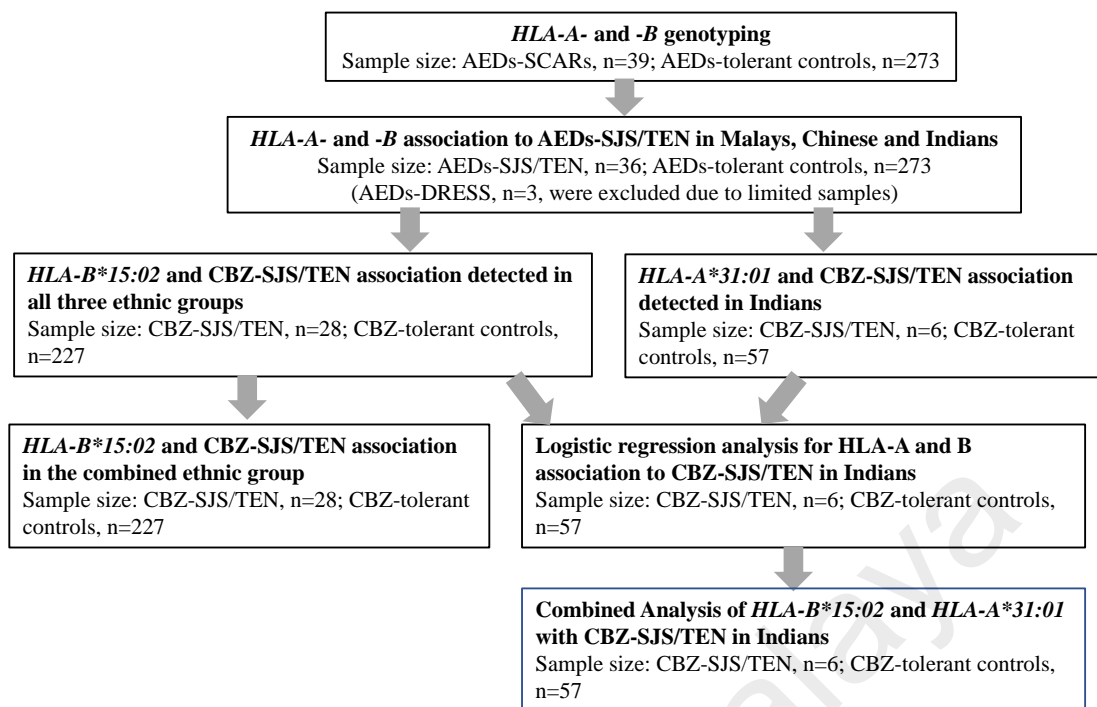 HLA-A- and -B genotyping
Sample size: AEDs-SCARs, n=39; AEDs-tolerant controls, n=273
HLA-A- and -B association to AEDs-SJS/TEN in Malays, Chinese and Indians
Sample size: AEDs-SJS/TEN, n=36; AEDs-tolerant controls, n=273
(AEDs-DRESS, n=3, were excluded due to limited samples)
HLA-B*15:02 and CBZ-SJS/TEN association detected in
all three ethnic groups
Sample size: CBZ-SJS/TEN, n=28; CBZ-tolerant controls,
n=227
HLA-A*31:01 and CBZ-SJS/TEN association
detected in Indians
Sample size: CBZ-SJS/TEN, n=6; CBZ-tolerant
controls, n=57
HLA-B*15:02 and CBZ-SJS/TEN association
in the combined ethnic group
Sample size: CBZ-SJS/TEN, n=28; CBZ-tolerant
controls, n=227
Logistic regression analysis for HLA-A and B
association to CBZ-SJS/TEN in Indians
Sample size: CBZ-SJS/TEN, n=6; CBZ-tolerant controls,
n=57
Combined Analysis of HLA-B*15:02 and HLA-A*31:01
with CBZ-SJS/TEN in Indians
Sample size: CBZ-SJS/TEN, n=6; CBZ-tolerant controls,
n=57
alaya